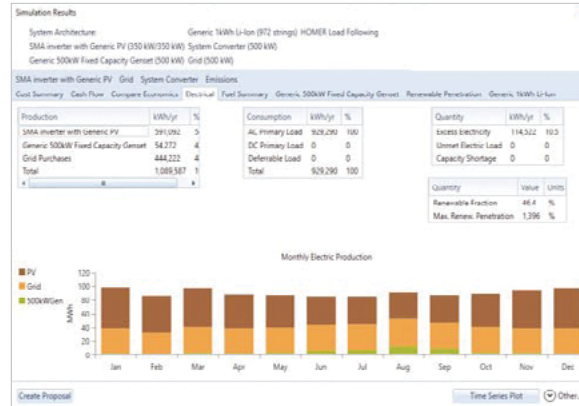 Simulation Results
System Architecture: Generic 1kWh Li-Ion (972 strings) HOMER Load Following
SMA inverter with Generic PV (350 kW/350 kW) System Converter (500 kW)
Generic 500kW Fixed Capacity Genset (500 kW) Grid (500 kW)
SMA inverter with Generic PV Grid System Converter Emissions
Cost Summary Cash Flow Compare Economics Electrical Fuel Summary Generic 500kW Fixed Capacity Genset Renewable Penetration Generic 1kWh Li-Ion
Production kWh/yr %
SMA inverter with Generic PV 591,092 5
Generic 500kW Fixed Capacity Genset 54,272 4
Grid Purchases 444,222 4
Total 1,089,587 1
Consumption kWh/yr %
AC Primary Load 929,290 100
DC Primary Load 0 0
Deferrable Load 0 0
Total 929,290 100
Quantity kWh/yr %
Excess Electricity 114,522 10.5
Unmet Electric Load 0 0
Capacity Shortage 0 0
Quantity Value Units
Renewable Fraction 46.4 %
Max. Renew. Penetration 1,396 %
Monthly Electric Production
PV
Grid
500kWGen
MWh
120
100
80
60
40
20
0
Jan Feb Mar Apr May Jun Jul Aug Sep Oct Nov Dec
Create Proposal
Time Series Plot
Other.